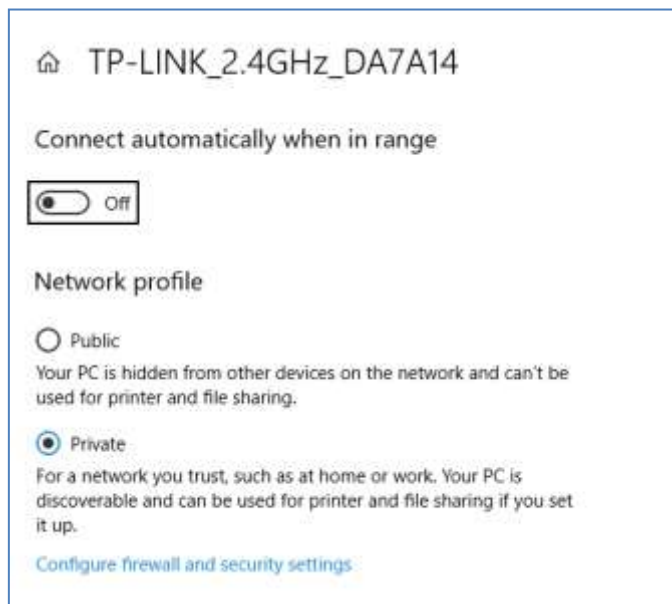 TP-LINK_2.4GHz_DA7A14
Connect automatically when in range
Off
Network profile
Public
Your PC is hidden from other devices on the network and can't be
used for printer and file sharing.
Private
For a network you trust, such as at home or work. Your PC is
discoverable and can be used for printer and file sharing if you set
it up.
Configure firewall and security settings